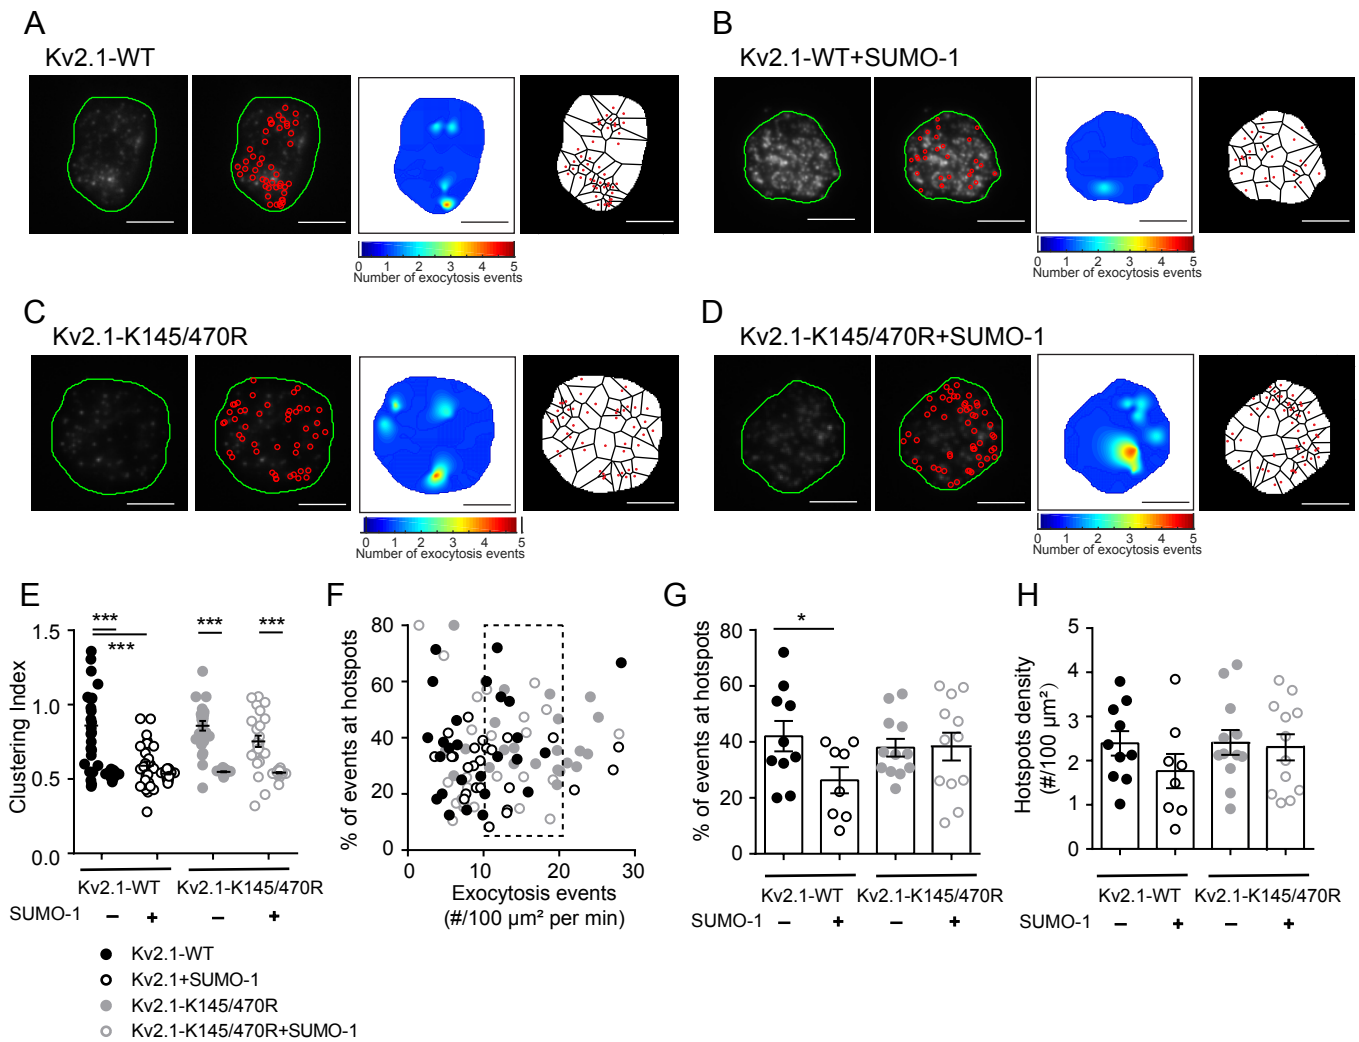 A
Kv2.1-WT
0 1 2 3 4 5
Number of exocytosis events
B
Kv2.1-WT+SUMO-1
0 1 2 3 4 5
Number of exocytosis events
C
Kv2.1-K145/470R
0 1 2 3 4 5
Number of exocytosis events
D
Kv2.1-K145/470R+SUMO-1
0 1 2 3 4 5
Number of exocytosis events
E
Clustering Index
1.5
1.0
0.5
0.0
***
***
***
***
Kv2.1-WT Kv2.1-K145/470R
SUMO-1 – + – +
Kv2.1-WT
Kv2.1+SUMO-1
Kv2.1-K145/470R
Kv2.1-K145/470R+SUMO-1
F
% of events at hotspots
80
60
40
20
0
0 10 20 30
Exocytosis events
(#/100 µm² per min)
G
% of events at hotspots
80
60
40
20
0
*
Kv2.1-WT Kv2.1-K145/470R
SUMO-1 – + – +
H
Hotspots density
(#/100 µm²)
5
4
3
2
1
0
Kv2.1-WT Kv2.1-K145/470R
SUMO-1 – + – +